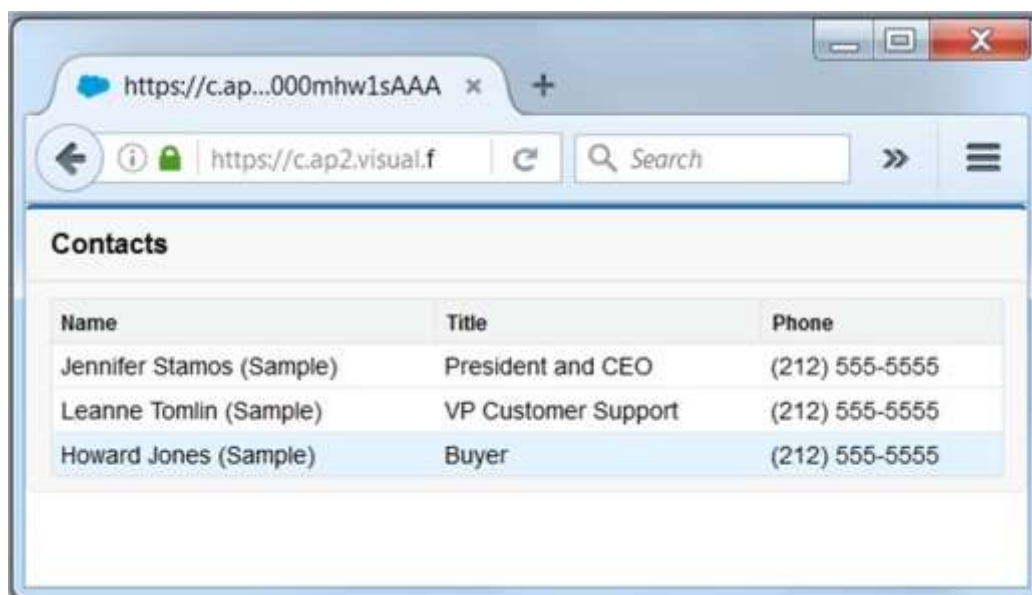 https://c.ap...000mhw1sAAA
https://c.ap2.visual.f Search
Contacts
Name Title Phone
Jennifer Stamos (Sample) President and CEO (212) 555-5555
Leanne Tomlin (Sample) VP Customer Support (212) 555-5555
Howard Jones (Sample) Buyer (212) 555-5555